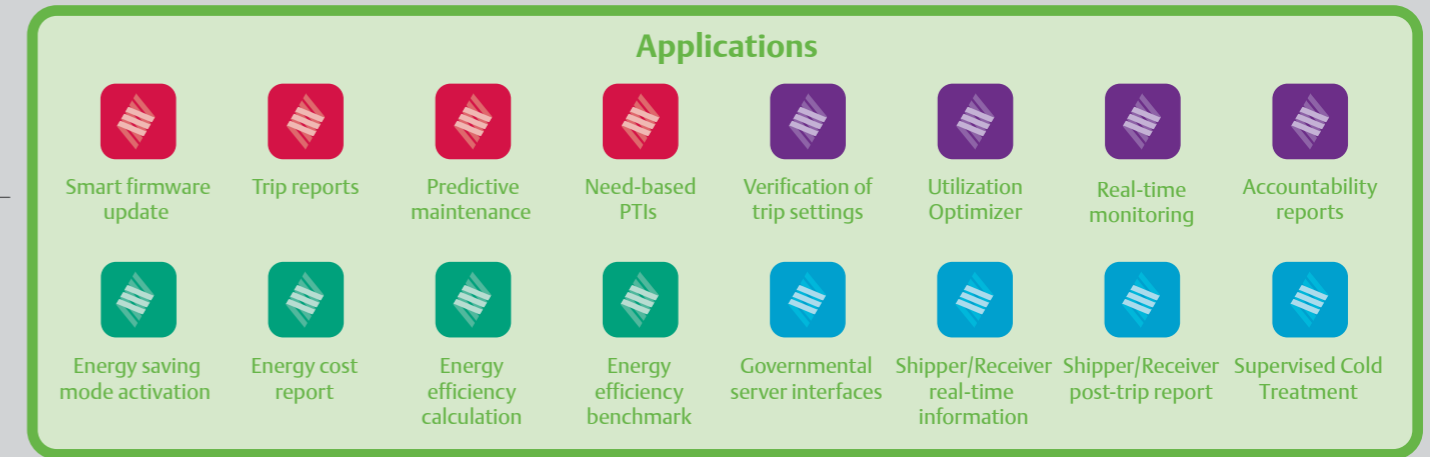 Applications
Smart firmware
update
Trip reports
Predictive
maintenance
Need-based
PTIs
Verification of
trip settings
Utilization
Optimizer
Real-time
monitoring
Accountability
reports
Energy saving
mode activation
Energy cost
report
Energy
efficiency
calculation
Energy
efficiency
benchmark
Governmental
server interfaces
Shipper/Receiver
real-time
information
Shipper/Receiver
post-trip report
Supervised Cold
Treatment